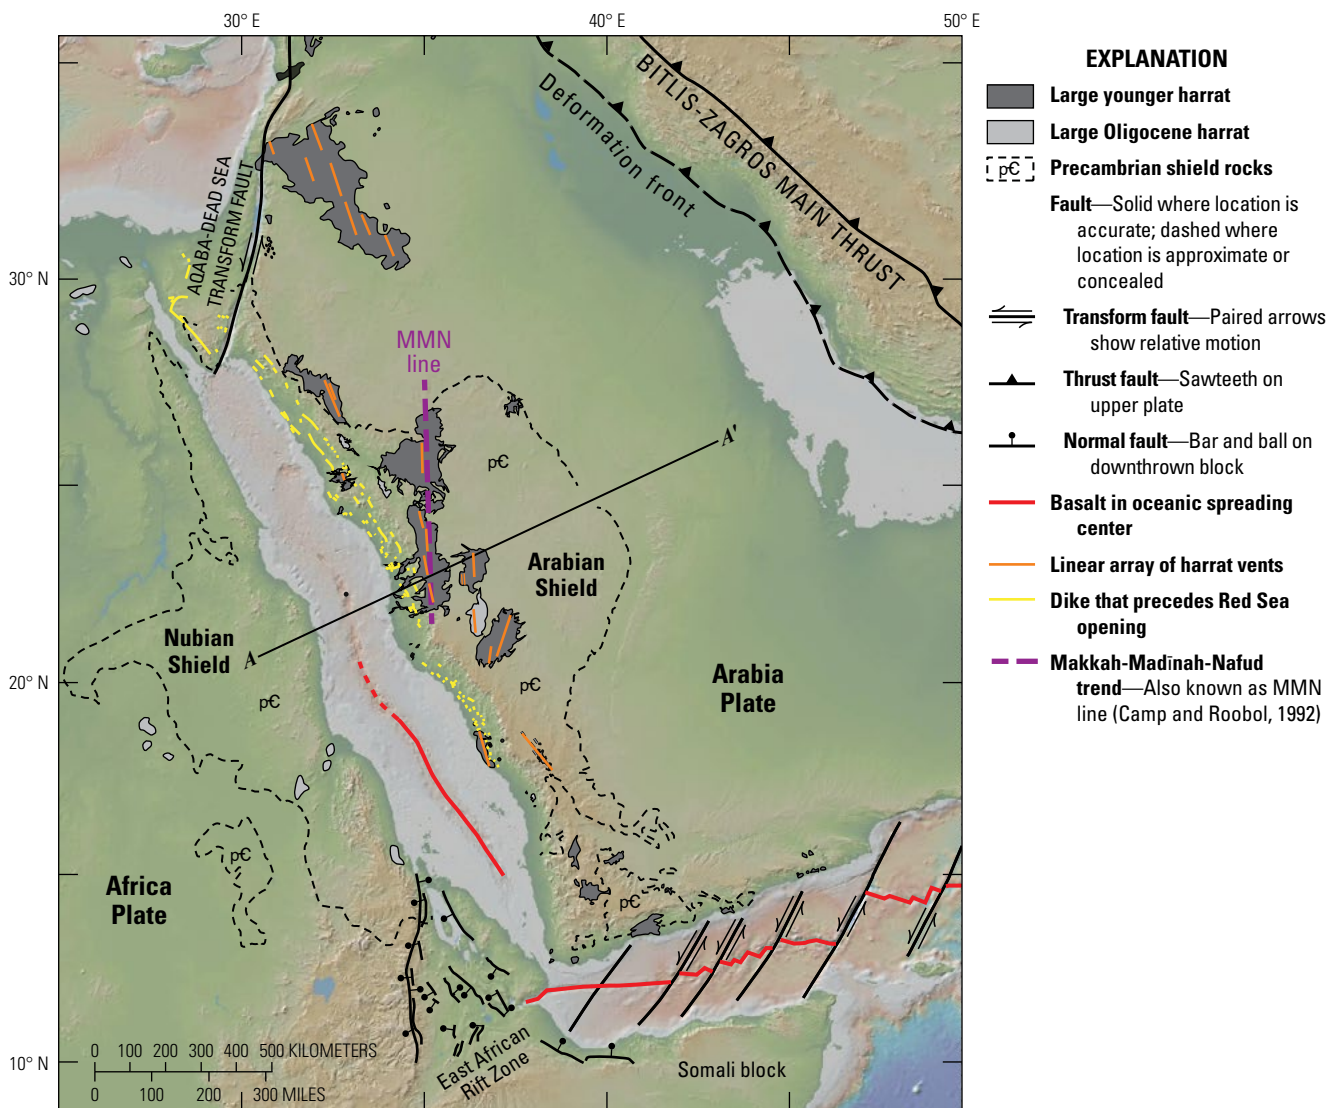 30° E
40° E
50° E
30° N
20° N
10° N
BITLIS-ZAGROS MAIN THRUST
Deformation front
AQABA-DEAD SEA
TRANSFORM FAULT
MMN
line
pЄ
A'
Arabian
Shield
Nubian
Shield
A
pЄ
pЄ
Arabia
Plate
pЄ
Africa
Plate
pЄ
East African
Rift Zone
Somali block
0 100 200 300 400 500 KILOMETERS
0 100 200 300 MILES
EXPLANATION
Large younger harrat
Large Oligocene harrat
pЄ Precambrian shield rocks
Fault—Solid where location is
accurate; dashed where
location is approximate or
concealed
Transform fault—Paired arrows
show relative motion
Thrust fault—Sawteeth on
upper plate
Normal fault—Bar and ball on
downthrown block
Basalt in oceanic spreading
center
Linear array of harrat vents
Dike that precedes Red Sea
opening
Makkah-Madīnah-Nafud
trend—Also known as MMN
line (Camp and Roobol, 1992)